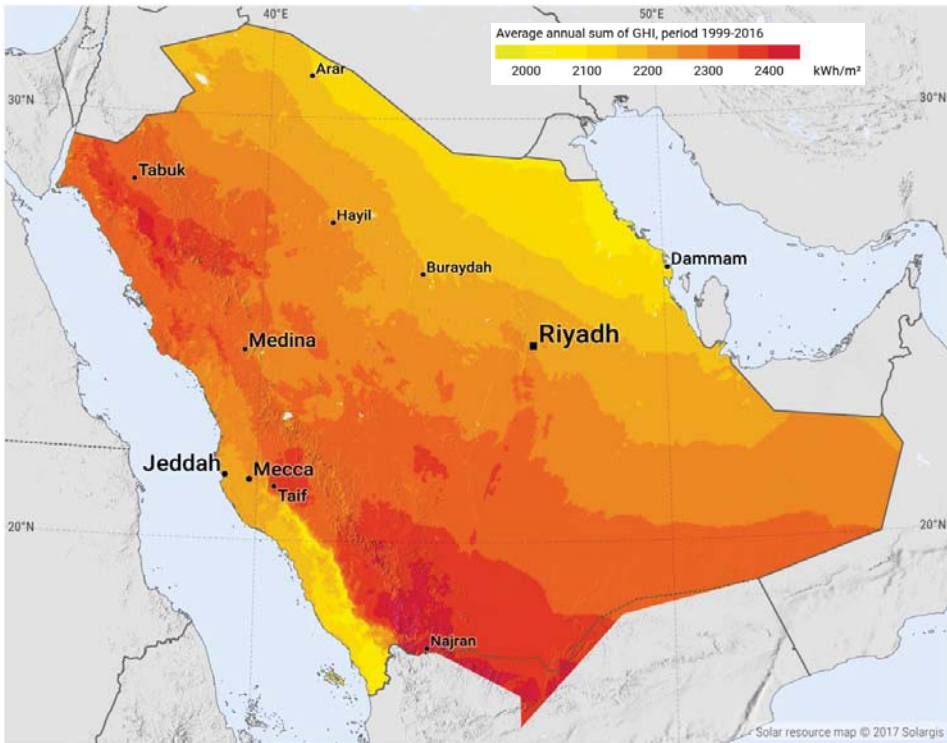 40°E
50°E
Average annual sum of GHI, period 1999-2016
2000 2100 2200 2300 2400 kWh/m²
Arar
30°N
30°N
Tabuk
Hayil
Buraydah
Dammam
Riyadh
Medina
Jeddah
Mecca
Taif
20°N
20°N
Najran
Solar resource map © 2017 Solargis